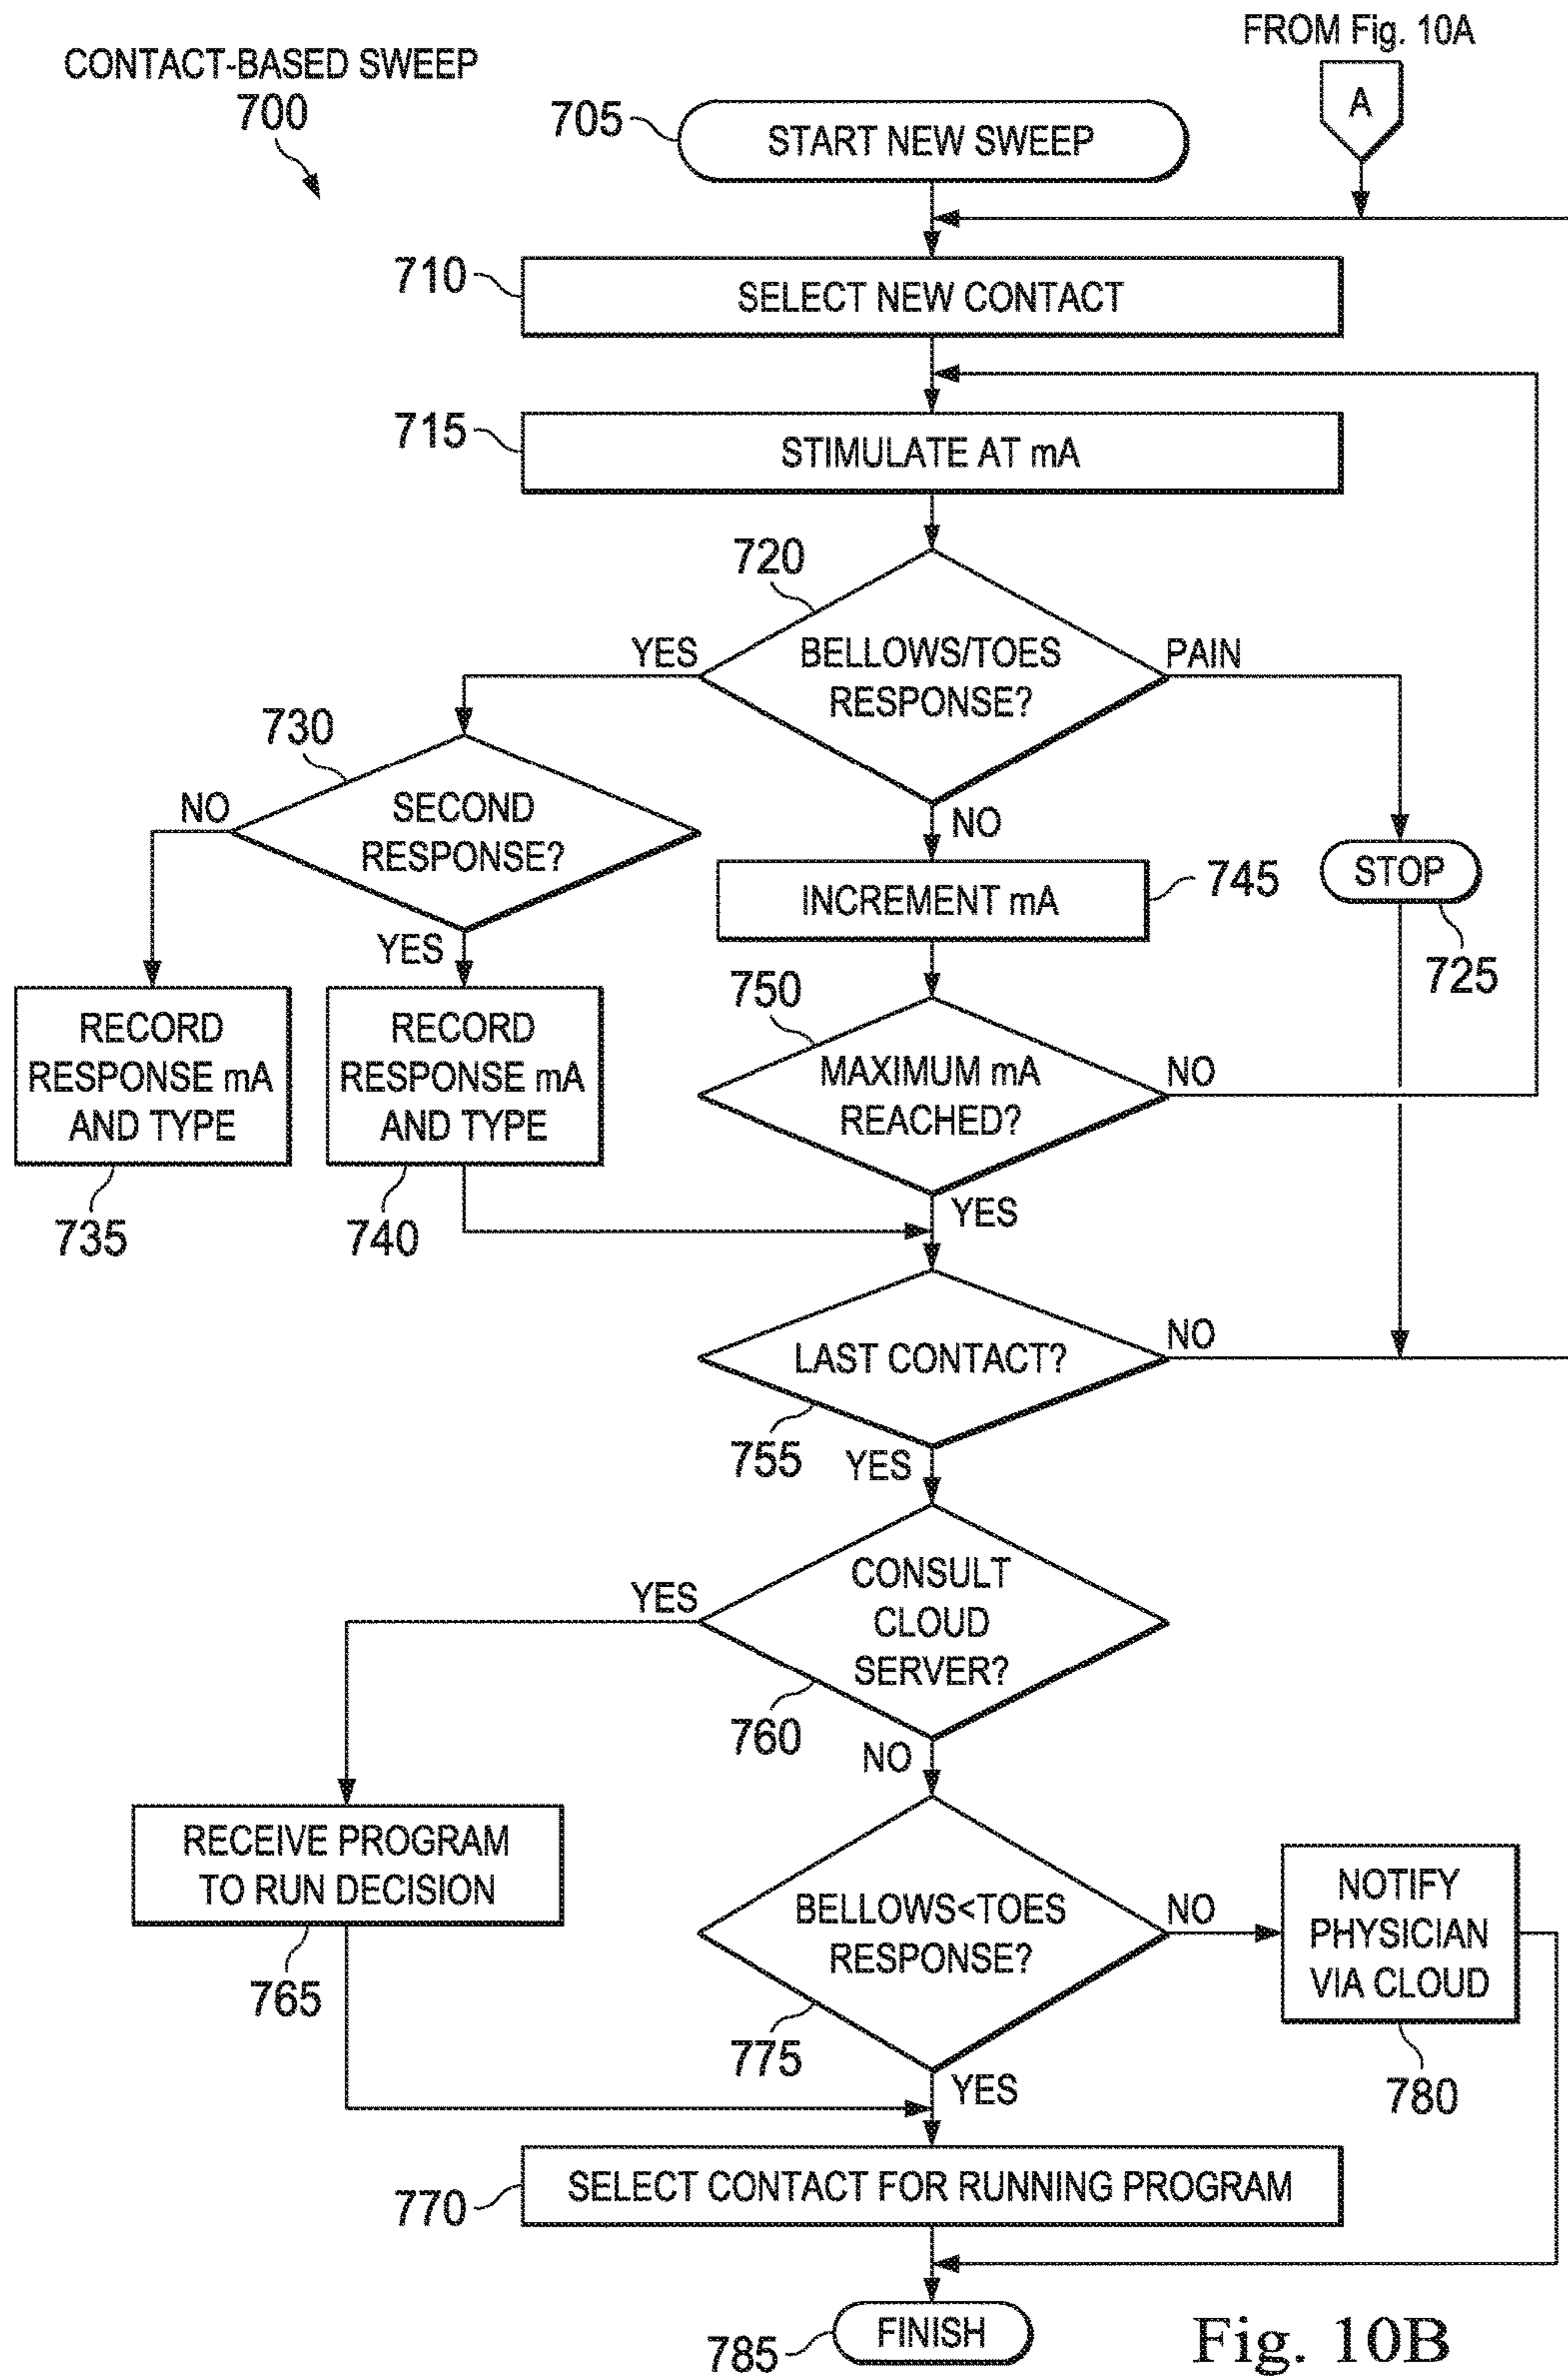 FROM Fig. 10A
CONTACT-BASED SWEEP
700
A
705
START NEW SWEEP
710
SELECT NEW CONTACT
715
STIMULATE AT mA
720
YES
BELLOWS/TOES
RESPONSE?
PAIN
730
NO
SECOND
RESPONSE?
NO
YES
INCREMENT mA
745
STOP
725
RECORD
RESPONSE mA
AND TYPE
735
RECORD
RESPONSE mA
AND TYPE
740
750
MAXIMUM mA
REACHED?
NO
YES
LAST CONTACT?
NO
755
YES
YES
CONSULT
CLOUD
SERVER?
760
NO
RECEIVE PROGRAM
TO RUN DECISION
765
BELLOWS<TOES
RESPONSE?
NO
775
YES
NOTIFY
PHYSICIAN
VIA CLOUD
780
770
SELECT CONTACT FOR RUNNING PROGRAM
785
FINISH
Fig. 10B